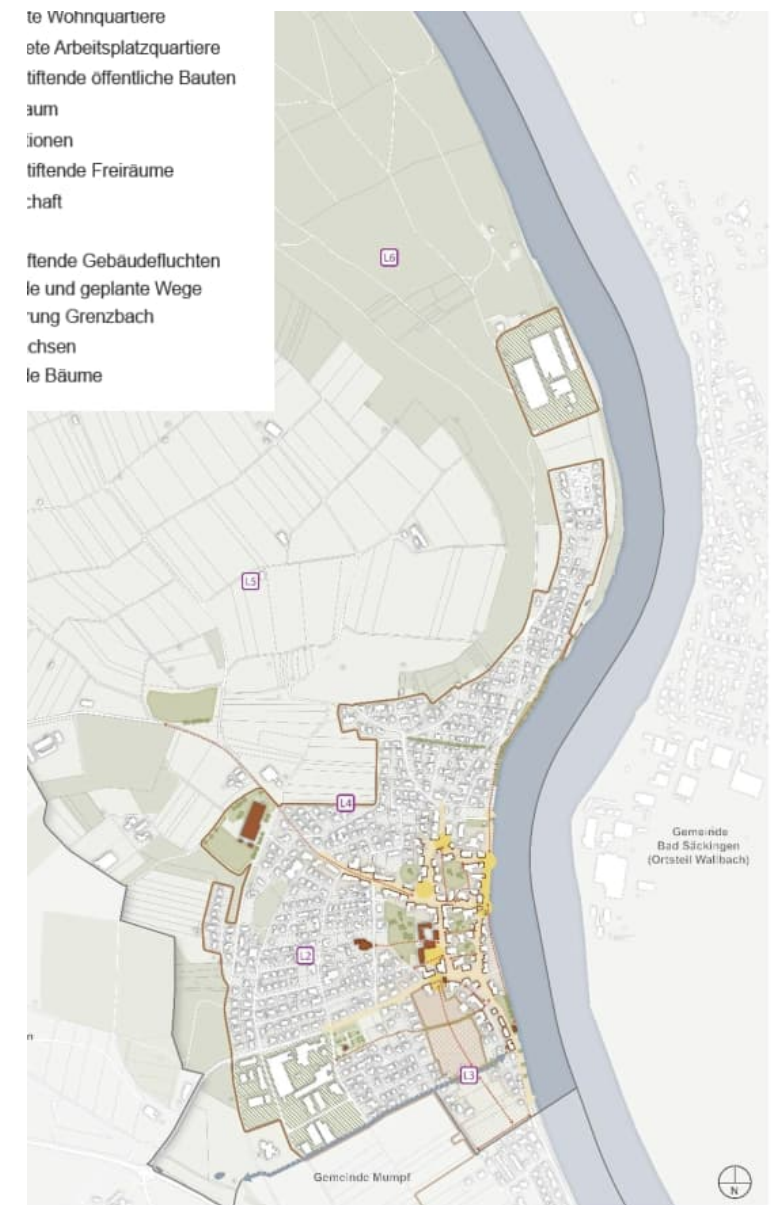 te Wohnquartiere
ete Arbeitsplatzquartiere
tiftende öffentliche Bauten
aum
tionen
tiftende Freiräume
chaft
ftende Gebäudefluchten
le und geplante Wege
rung Grenzbach
chsen
le Bäume
L6
L5
L4
Gemeinde
Bad Säckingen
(Ortsteil Wallbach)
L2
n
L3
Gemeinde Mumpf
N